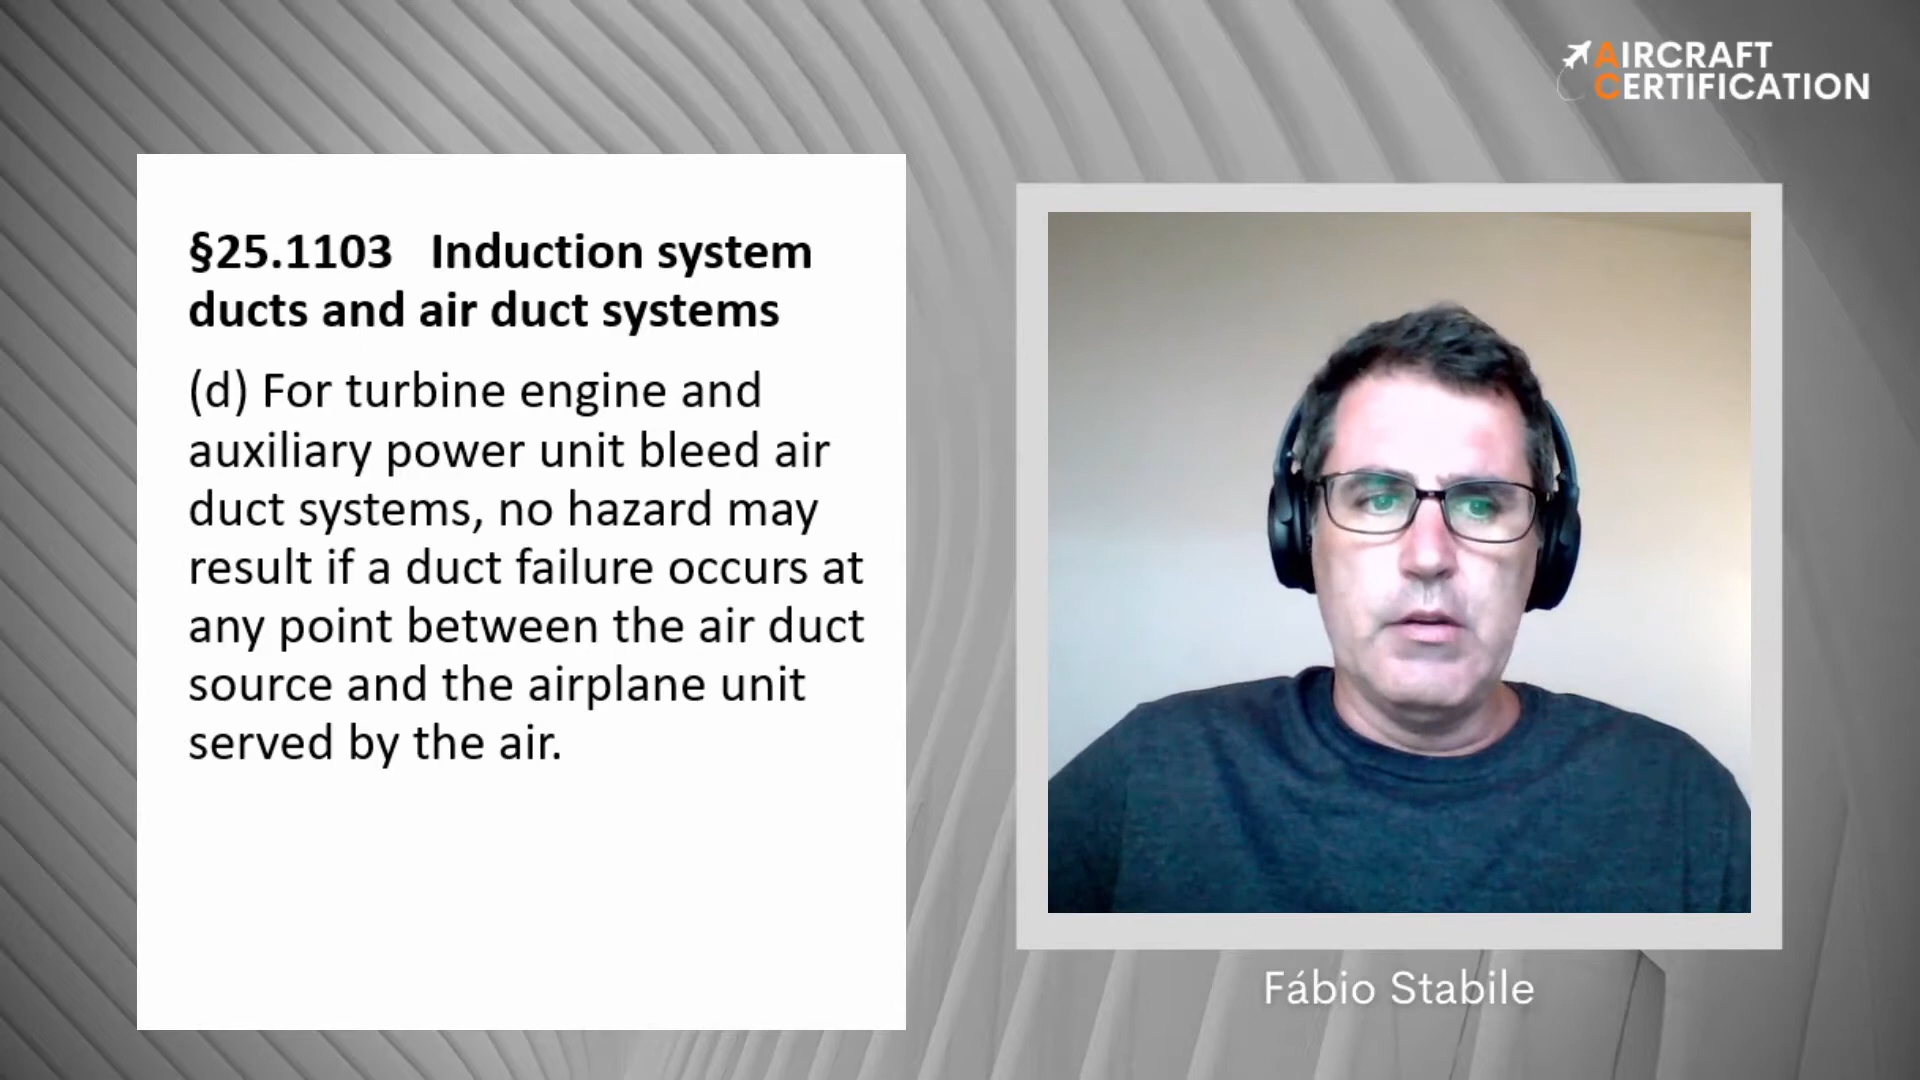 AIRCRAFT
CERTIFICATION
§25.1103 Induction system
ducts and air duct systems
(d) For turbine engine and
auxiliary power unit bleed air
duct systems, no hazard may
result if a duct failure occurs at
any point between the air duct
source and the airplane unit
served by the air.
Fábio Stabile